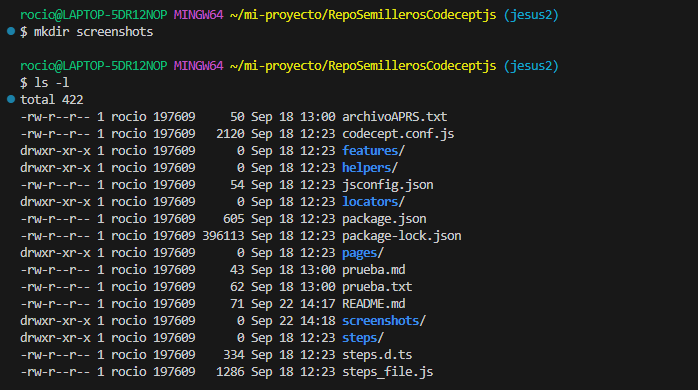 rocio@LAPTOP-5DR12NOP MINGW64 ~/mi-proyecto/RepoSemillerosCodeceptjs (jesus2)
$ mkdir screenshots
rocio@LAPTOP-5DR12NOP MINGW64 ~/mi-proyecto/RepoSemillerosCodeceptjs (jesus2)
$ ls -l
total 422
-rw-r--r-- 1 rocio 197609     50 Sep 18 13:00 archivoAPRS.txt
-rw-r--r-- 1 rocio 197609   2120 Sep 18 12:23 codecept.conf.js
drwxr-xr-x 1 rocio 197609      0 Sep 18 12:23 features/
drwxr-xr-x 1 rocio 197609      0 Sep 18 12:23 helpers/
-rw-r--r-- 1 rocio 197609     54 Sep 18 12:23 jsconfig.json
drwxr-xr-x 1 rocio 197609      0 Sep 18 12:23 locators/
-rw-r--r-- 1 rocio 197609    605 Sep 18 12:23 package.json
-rw-r--r-- 1 rocio 197609 396113 Sep 18 12:23 package-lock.json
drwxr-xr-x 1 rocio 197609      0 Sep 18 12:23 pages/
-rw-r--r-- 1 rocio 197609     43 Sep 18 13:00 prueba.md
-rw-r--r-- 1 rocio 197609     62 Sep 18 13:00 prueba.txt
-rw-r--r-- 1 rocio 197609     71 Sep 22 14:17 README.md
drwxr-xr-x 1 rocio 197609      0 Sep 22 14:18 screenshots/
drwxr-xr-x 1 rocio 197609      0 Sep 18 12:23 steps/
-rw-r--r-- 1 rocio 197609    334 Sep 18 12:23 steps.d.ts
-rw-r--r-- 1 rocio 197609   1286 Sep 18 12:23 steps_file.js